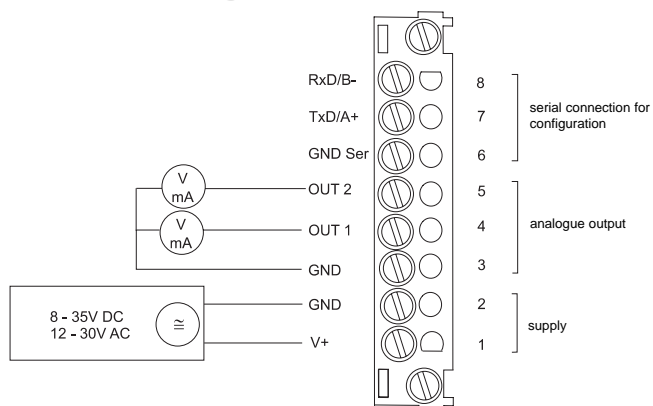 RxD/B- 8
TxD/A+ 7 serial connection for
configuration
GND Ser 6
V
mA OUT 2 5
V
mA OUT 1 4 analogue output
GND 3
GND 2
8 - 35V DC
12 - 30V AC ≅ supply
V+ 1